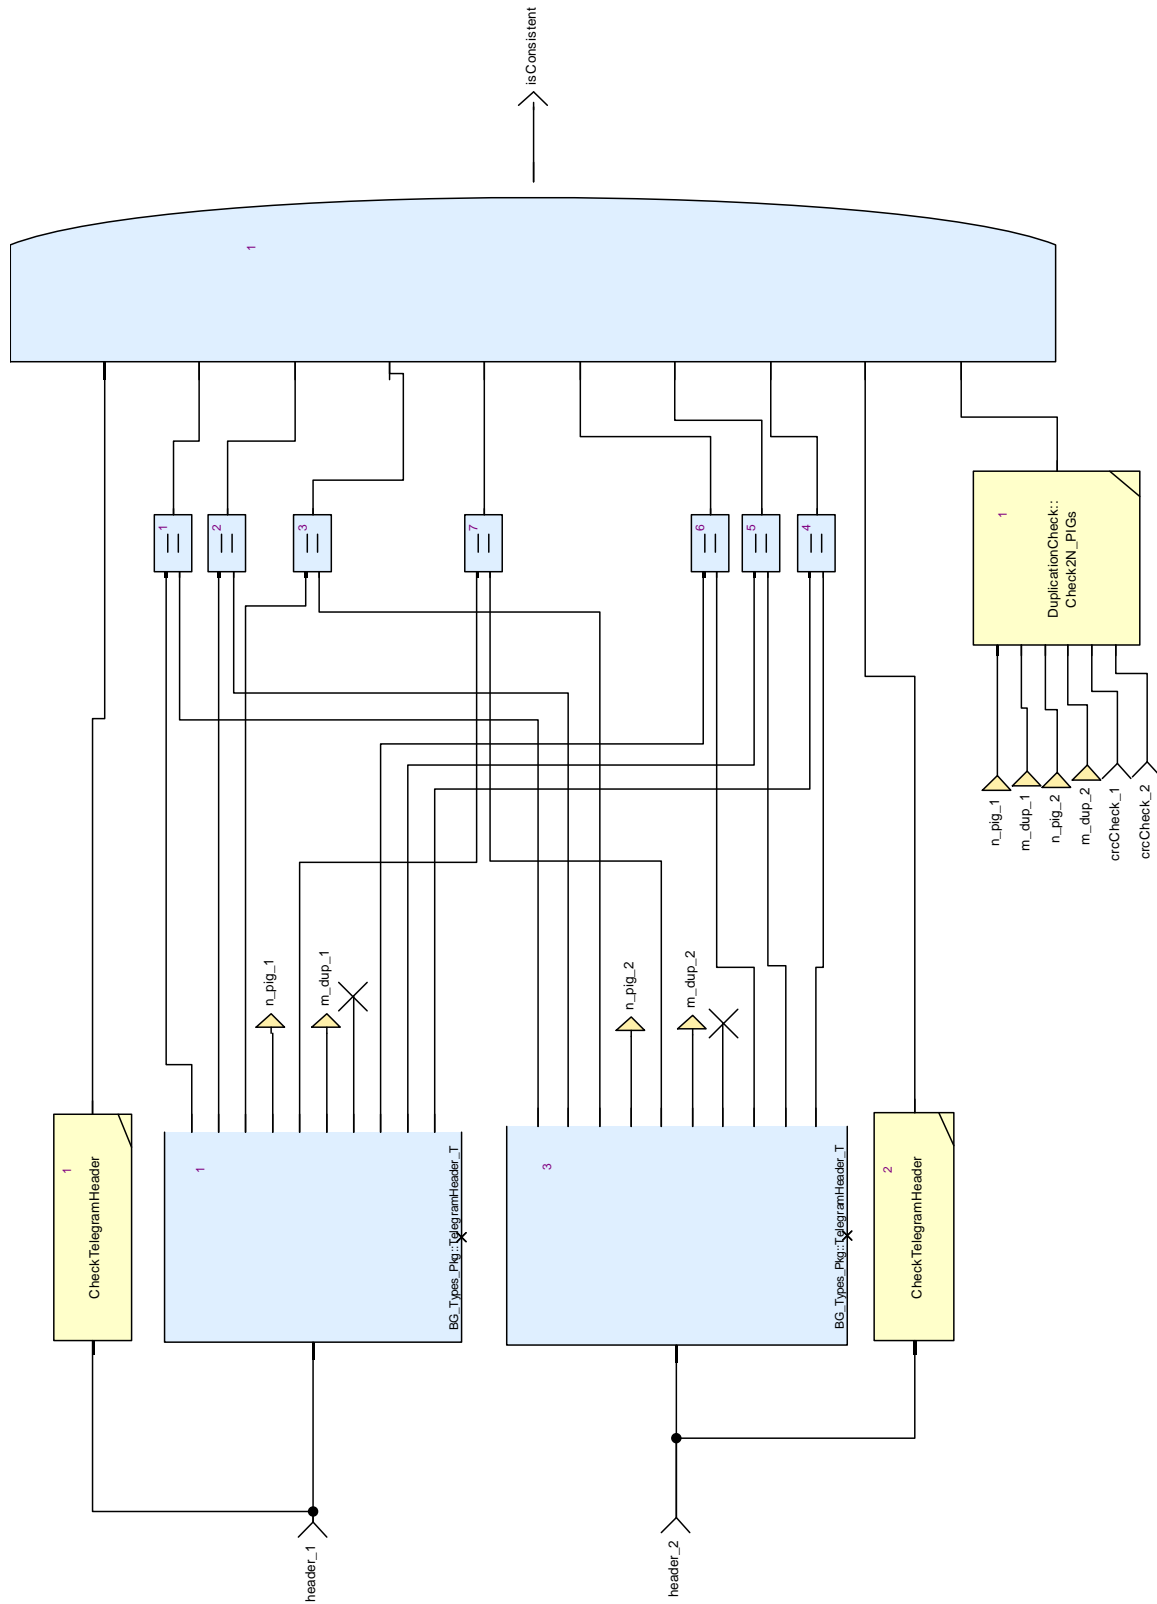 isConsistent
1
1
2
3
7
6
5
4
1
DuplicationCheck::
Check2N_PIGs
n_pig_1
m_dup_1
n_pig_2
m_dup_2
crcCheck_1
crcCheck_2
n_pig_1
m_dup_1
n_pig_2
m_dup_2
1
CheckTelegramHeader
1
BG_Types_Pkg::TelegramHeader_T
3
BG_Types_Pkg::TelegramHeader_T
2
CheckTelegramHeader
header_1
header_2